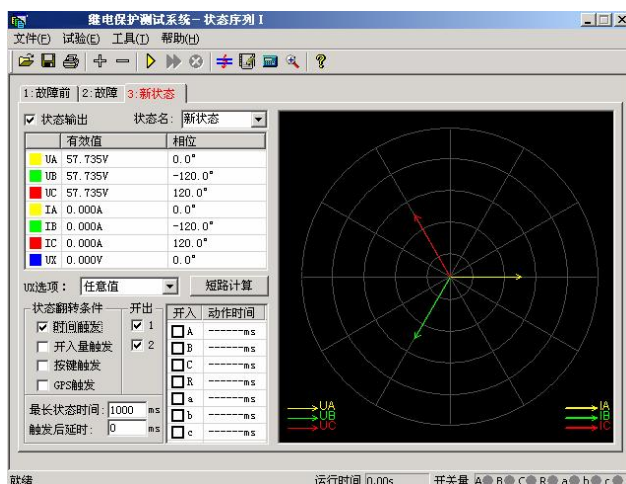 继电保护测试系统-状态序列 I
文件(F) 试验(E) 工具(T) 帮助(H)
1:故障前 2:故障 3:新状态
状态输出 状态名: 新状态
有效值 相位
UA 57.735V 0.0°
UB 57.735V -120.0°
UC 57.735V 120.0°
IA 0.000A 0.0°
IB 0.000A -120.0°
IC 0.000A 120.0°
UX 0.000V 0.0°
UX选项: 任意值 短路计算
状态翻转条件 开出 开入 动作时间
时间触发 1 A ------ms
开入量触发 2 B ------ms
按键触发 C ------ms
GPS触发 R ------ms
a ------ms
最长状态时间: 1000 ms b ------ms
触发后延时: 0 ms c ------ms
UA IA
UB IB
UC IC
就绪 运行时间 0.00s 开关量 A B C R a b c